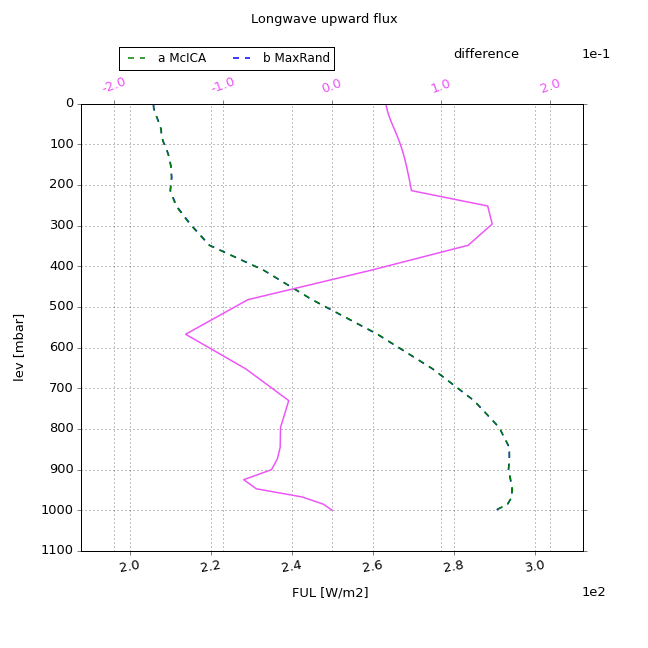 Longwave upward flux
a McICA b MaxRand
difference 1e-1
-2.0 -1.0 0.0 1.0 2.0
0
100
200
300
400
500
600
700
800
900
1000
1100
lev [mbar]
2.0 2.2 2.4 2.6 2.8 3.0
FUL [W/m2] 1e2